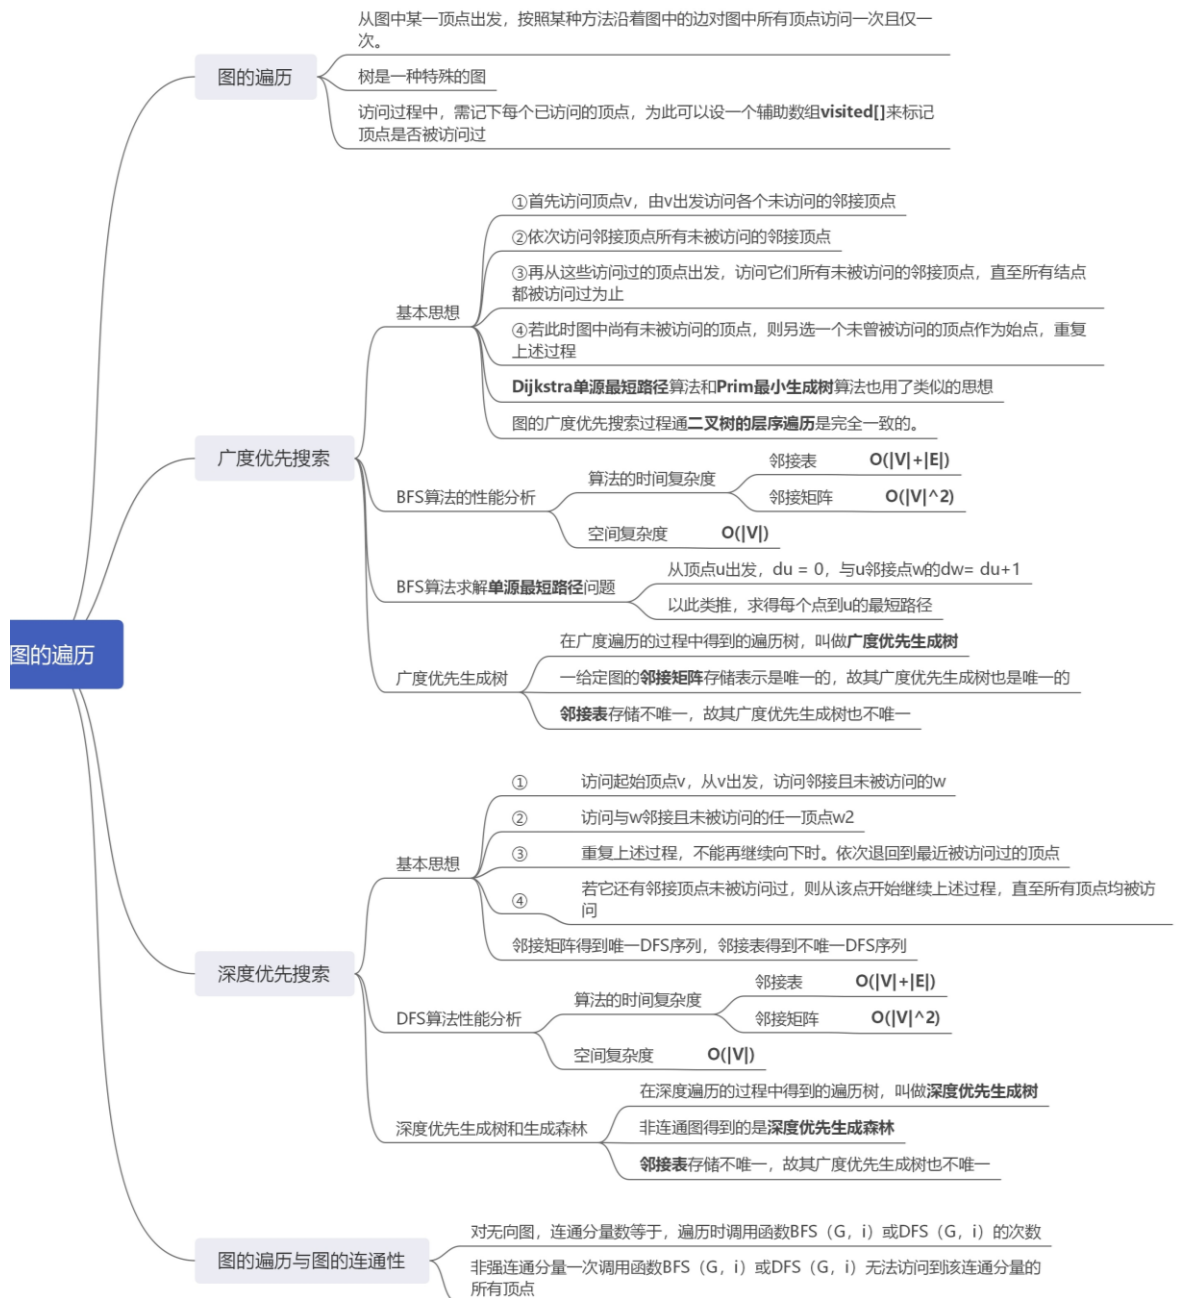 从图中某一顶点出发，按照某种方法沿着图中的边对图中所有顶点访问一次且仅一
次。
图的遍历
树是一种特殊的图
访问过程中，需记下每个已访问的顶点，为此可以设一个辅助数组visited[]来标记
顶点是否被访问过
①首先访问顶点v，由v出发访问各个未访问的邻接顶点
②依次访问邻接顶点所有未被访问的邻接顶点
③再从这些访问过的顶点出发，访问它们所有未被访问的邻接顶点，直至所有结点
都被访问过为止
基本思想
④若此时图中尚有未被访问的顶点，则另选一个未曾被访问的顶点作为始点，重复
上述过程
Dijkstra单源最短路径算法和Prim最小生成树算法也用了类似的思想
图的广度优先搜索过程通二叉树的层序遍历是完全一致的。
广度优先搜索
邻接表 O(|V|+|E|)
算法的时间复杂度
BFS算法的性能分析
邻接矩阵 O(|V|^2)
空间复杂度 O(|V|)
从顶点u出发，du = 0，与u邻接点w的dw= du+1
BFS算法求解单源最短路径问题
以此类推，求得每个点到u的最短路径
在广度遍历的过程中得到的遍历树，叫做广度优先生成树
图的遍历
广度优先生成树
一给定图的邻接矩阵存储表示是唯一的，故其广度优先生成树也是唯一的
邻接表存储不唯一，故其广度优先生成树也不唯一
① 访问起始顶点v，从v出发，访问邻接且未被访问的w
② 访问与w邻接且未被访问的任一顶点w2
基本思想
③ 重复上述过程，不能再继续向下时。依次退回到最近被访问过的顶点
④ 若它还有邻接顶点未被访问过，则从该点开始继续上述过程，直至所有顶点均被访
问
邻接矩阵得到唯一DFS序列，邻接表得到不唯一DFS序列
深度优先搜索
邻接表 O(|V|+|E|)
算法的时间复杂度
DFS算法性能分析
邻接矩阵 O(|V|^2)
空间复杂度 O(|V|)
在深度遍历的过程中得到的遍历树，叫做深度优先生成树
深度优先生成树和生成森林
非连通图得到的是深度优先生成森林
邻接表存储不唯一，故其广度优先生成树也不唯一
对无向图，连通分量数等于，遍历时调用函数BFS（G，i）或DFS（G，i）的次数
图的遍历与图的连通性
非强连通分量一次调用函数BFS（G，i）或DFS（G，i）无法访问到该连通分量的
所有顶点